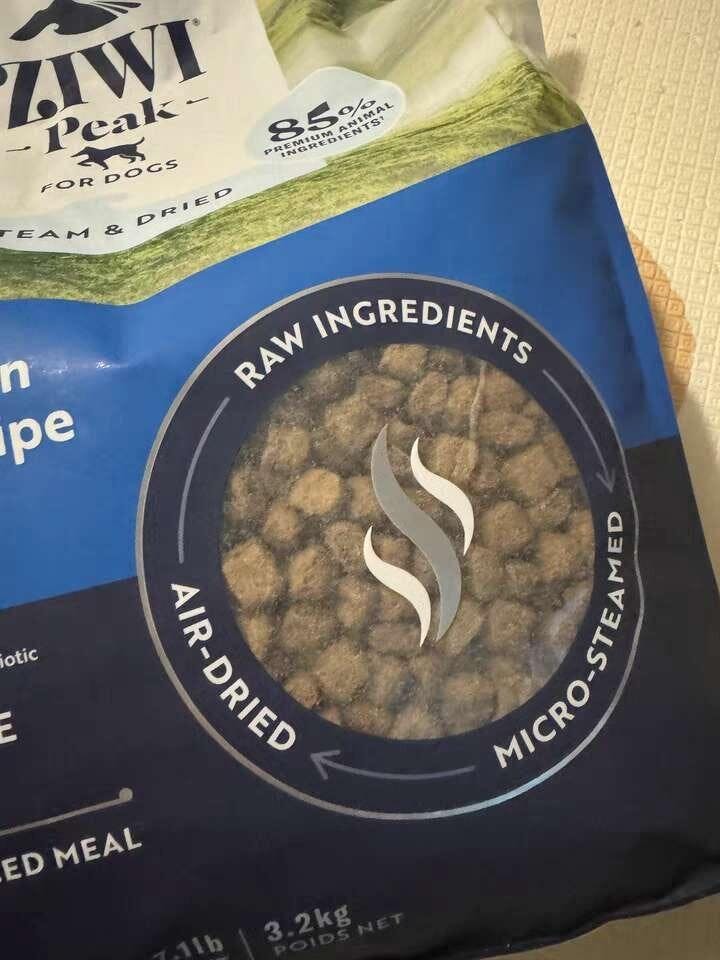 ZIWI
Peak
FOR DOGS
TEAM & DRIED
85%
PREMIUM ANIMAL
INGREDIENTS
n
ipe
RAW INGREDIENTS
MICRO-STEAMED
AIR-DRIED
iotic
E
ED MEAL
7.1lb | 3.2kg
POIDS NET